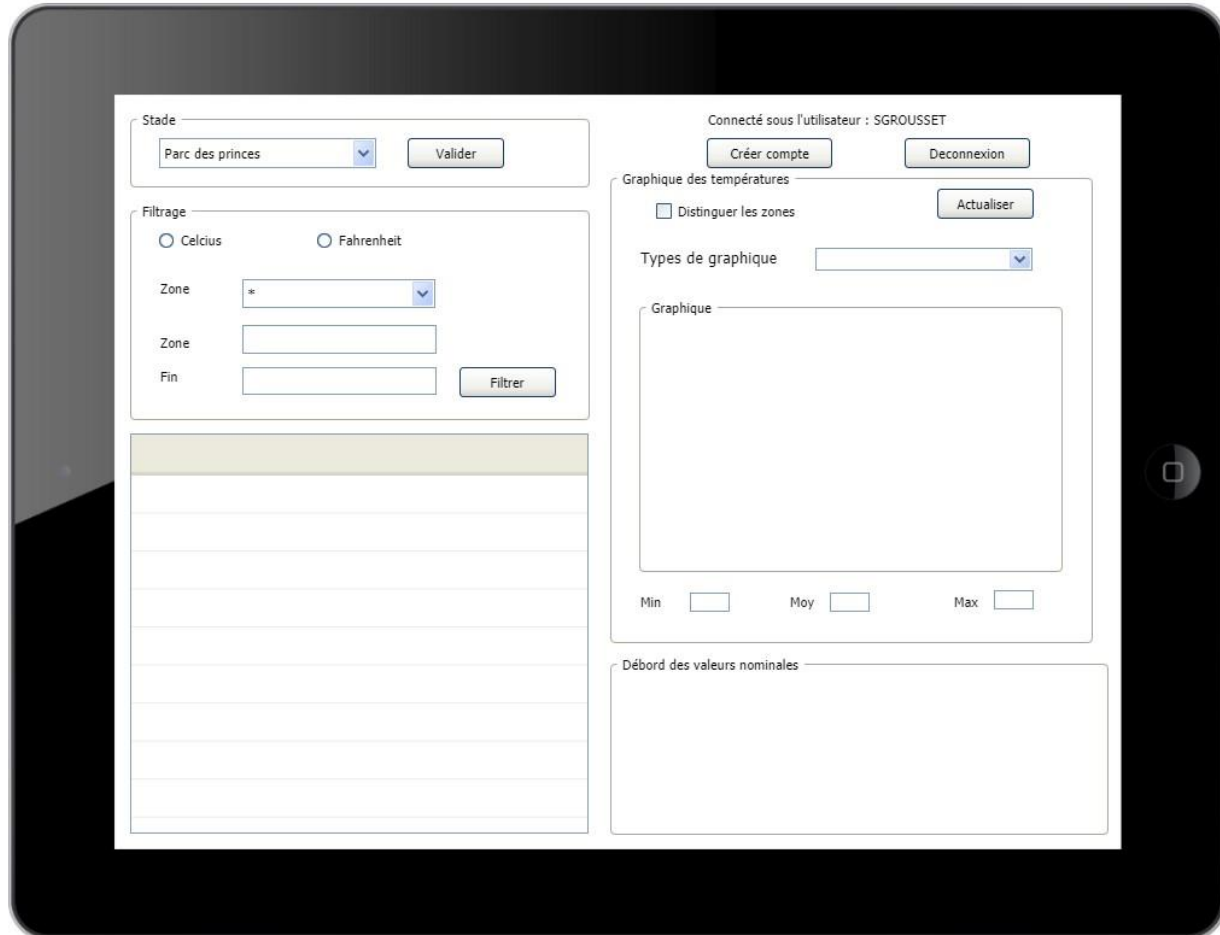 Stade
Parc des princes
Valider
Filtrage
Celcius
Fahrenheit
Zone
*
Zone
Fin
Filtrer
Connecté sous l'utilisateur : SGROUSSET
Créer compte
Deconnexion
Graphique des températures
Distinguer les zones
Actualiser
Types de graphique
Graphique
Min
Moy
Max
Débord des valeurs nominales